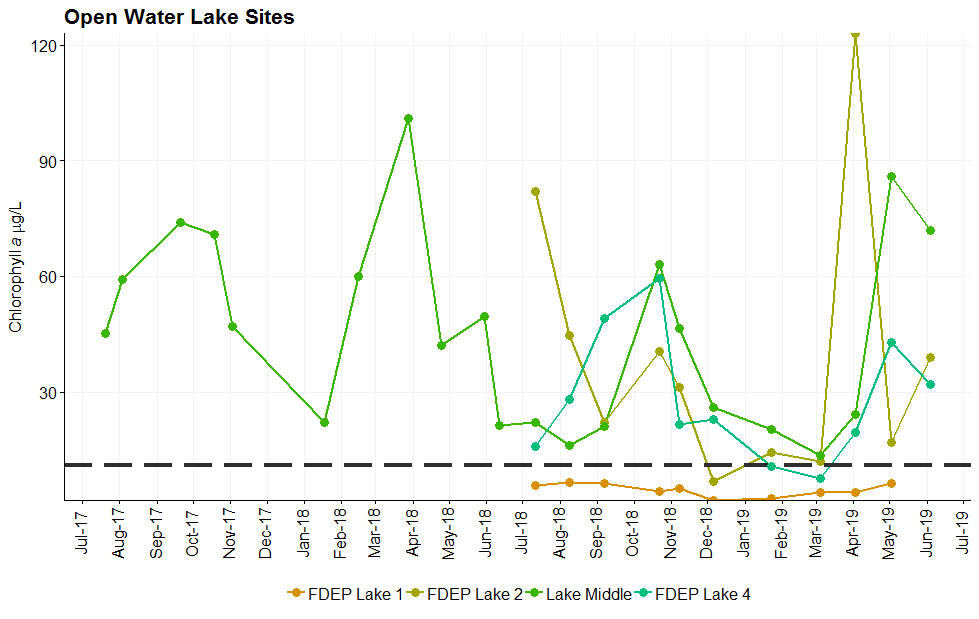 Open Water Lake Sites
120
90
60
30
Chlorophyll a µg/L
Jul-17 Aug-17 Sep-17 Oct-17 Nov-17 Dec-17 Jan-18 Feb-18 Mar-18 Apr-18 May-18 Jun-18 Jul-18 Aug-18 Sep-18 Oct-18 Nov-18 Dec-18 Jan-19 Feb-19 Mar-19 Apr-19 May-19 Jun-19 Jul-19
FDEP Lake 1 FDEP Lake 2 Lake Middle FDEP Lake 4